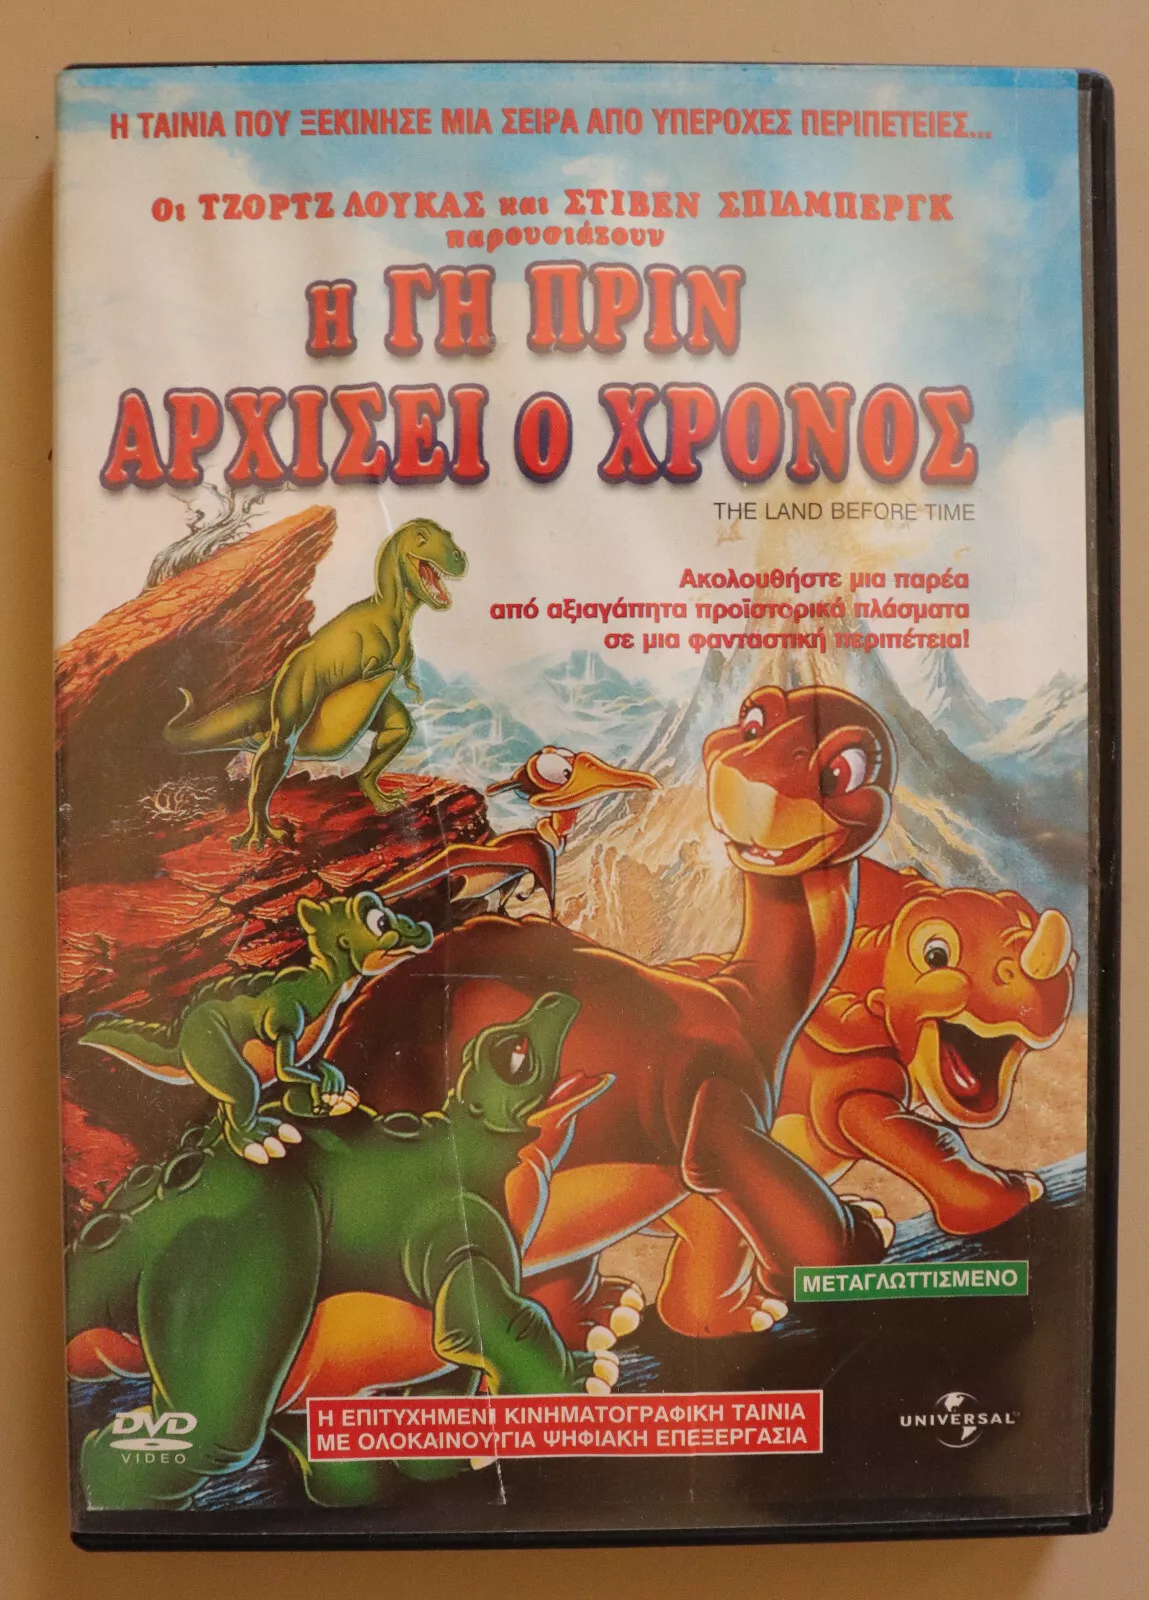 Η ΤΑΙΝΙΑ ΠΟΥ ΞΕΚΙΝΗΣΕ ΜΙΑ ΣΕΙΡΑ ΑΠΟ ΥΠΕΡΟΧΕΣ ΠΕΡΙΠΕΤΕΙΕΣ...
Οι ΤΖΟΡΤΖ ΛΟΥΚΑΣ και ΣΤΙΒΕΝ ΣΠΙΛΜΠΕΡΓΚ
παρουσιάζουν
Η ΓΗ ΠΡΙΝ
ΑΡΧΙΣΕΙ Ο ΧΡΟΝΟΣ
THE LAND BEFORE TIME
Ακολουθήστε μια παρέα
από αξιαγάπητα προϊστορικά πλάσματα
σε μια φανταστική περιπέτεια!
ΜΕΤΑΓΛΩΤΤΙΣΜΕΝΟ
Η ΕΠΙΤΥΧΗΜΕΝΗ ΚΙΝΗΜΑΤΟΓΡΑΦΙΚΗ ΤΑΙΝΙΑ
ΜΕ ΟΛΟΚΑΙΝΟΥΡΓΙΑ ΨΗΦΙΑΚΗ ΕΠΕΞΕΡΓΑΣΙΑ
DVD
VIDEO
UNIVERSAL